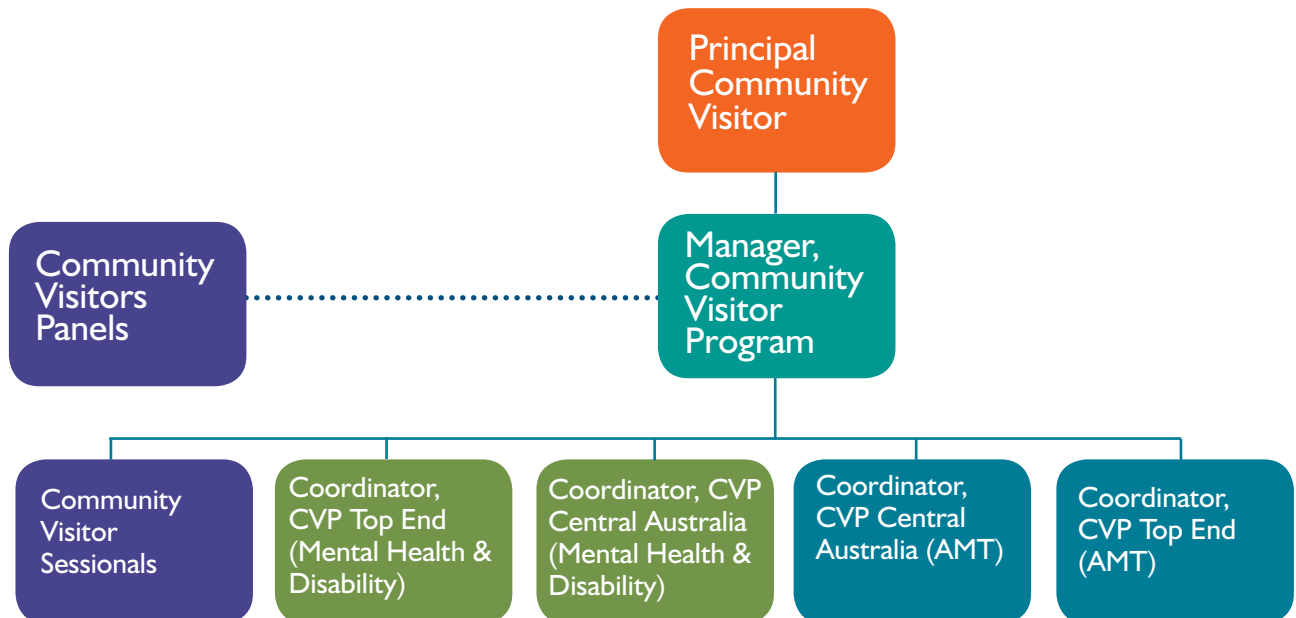 Principal
Community
Visitor
Community
Visitors
Panels
Manager,
Community
Visitor
Program
Community
Visitor
Sessionals
Coordinator,
CVP Top End
(Mental Health &
Disability)
Coordinator, CVP
Central Australia
(Mental Health &
Disability)
Coordinator,
CVP Central
Australia (AMT)
Coordinator,
CVP Top End
(AMT)